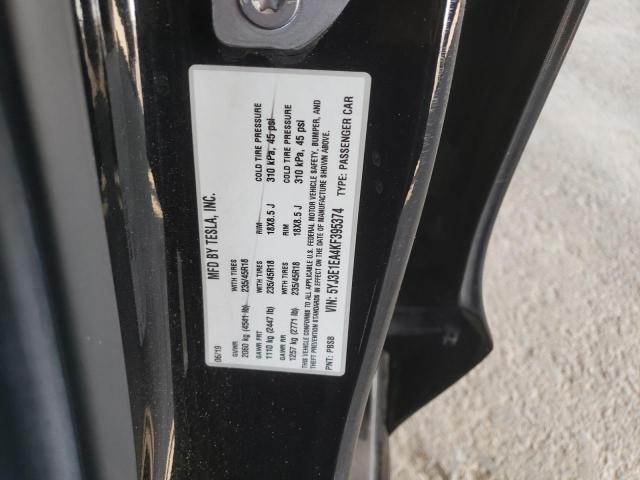 MFD BY TESLA, INC.
06/19
GVWR WITH TIRES RIM COLD TIRE PRESSURE
2060 kg (4541 lb) 235/45R18 18X8.5 J 310 kPa, 45 psi
GAWR FRT WITH TIRES RIM COLD TIRE PRESSURE
1110 kg (2447 lb) 235/45R18 18X8.5 J 310 kPa, 45 psi
GAWR RR
1257 kg (2771 lb) 235/45R18
THIS VEHICLE CONFORMS TO ALL U.S. FEDERAL MOTOR VEHICLE SAFETY, BUMPER, AND
THEFT PREVENTION STANDARDS IN EFFECT ON THE DATE OF MANUFACTURE SHOWN ABOVE.
VIN: 5YJ3E1EA4KF395374 TYPE: PASSENGER CAR
PNT: PBSB